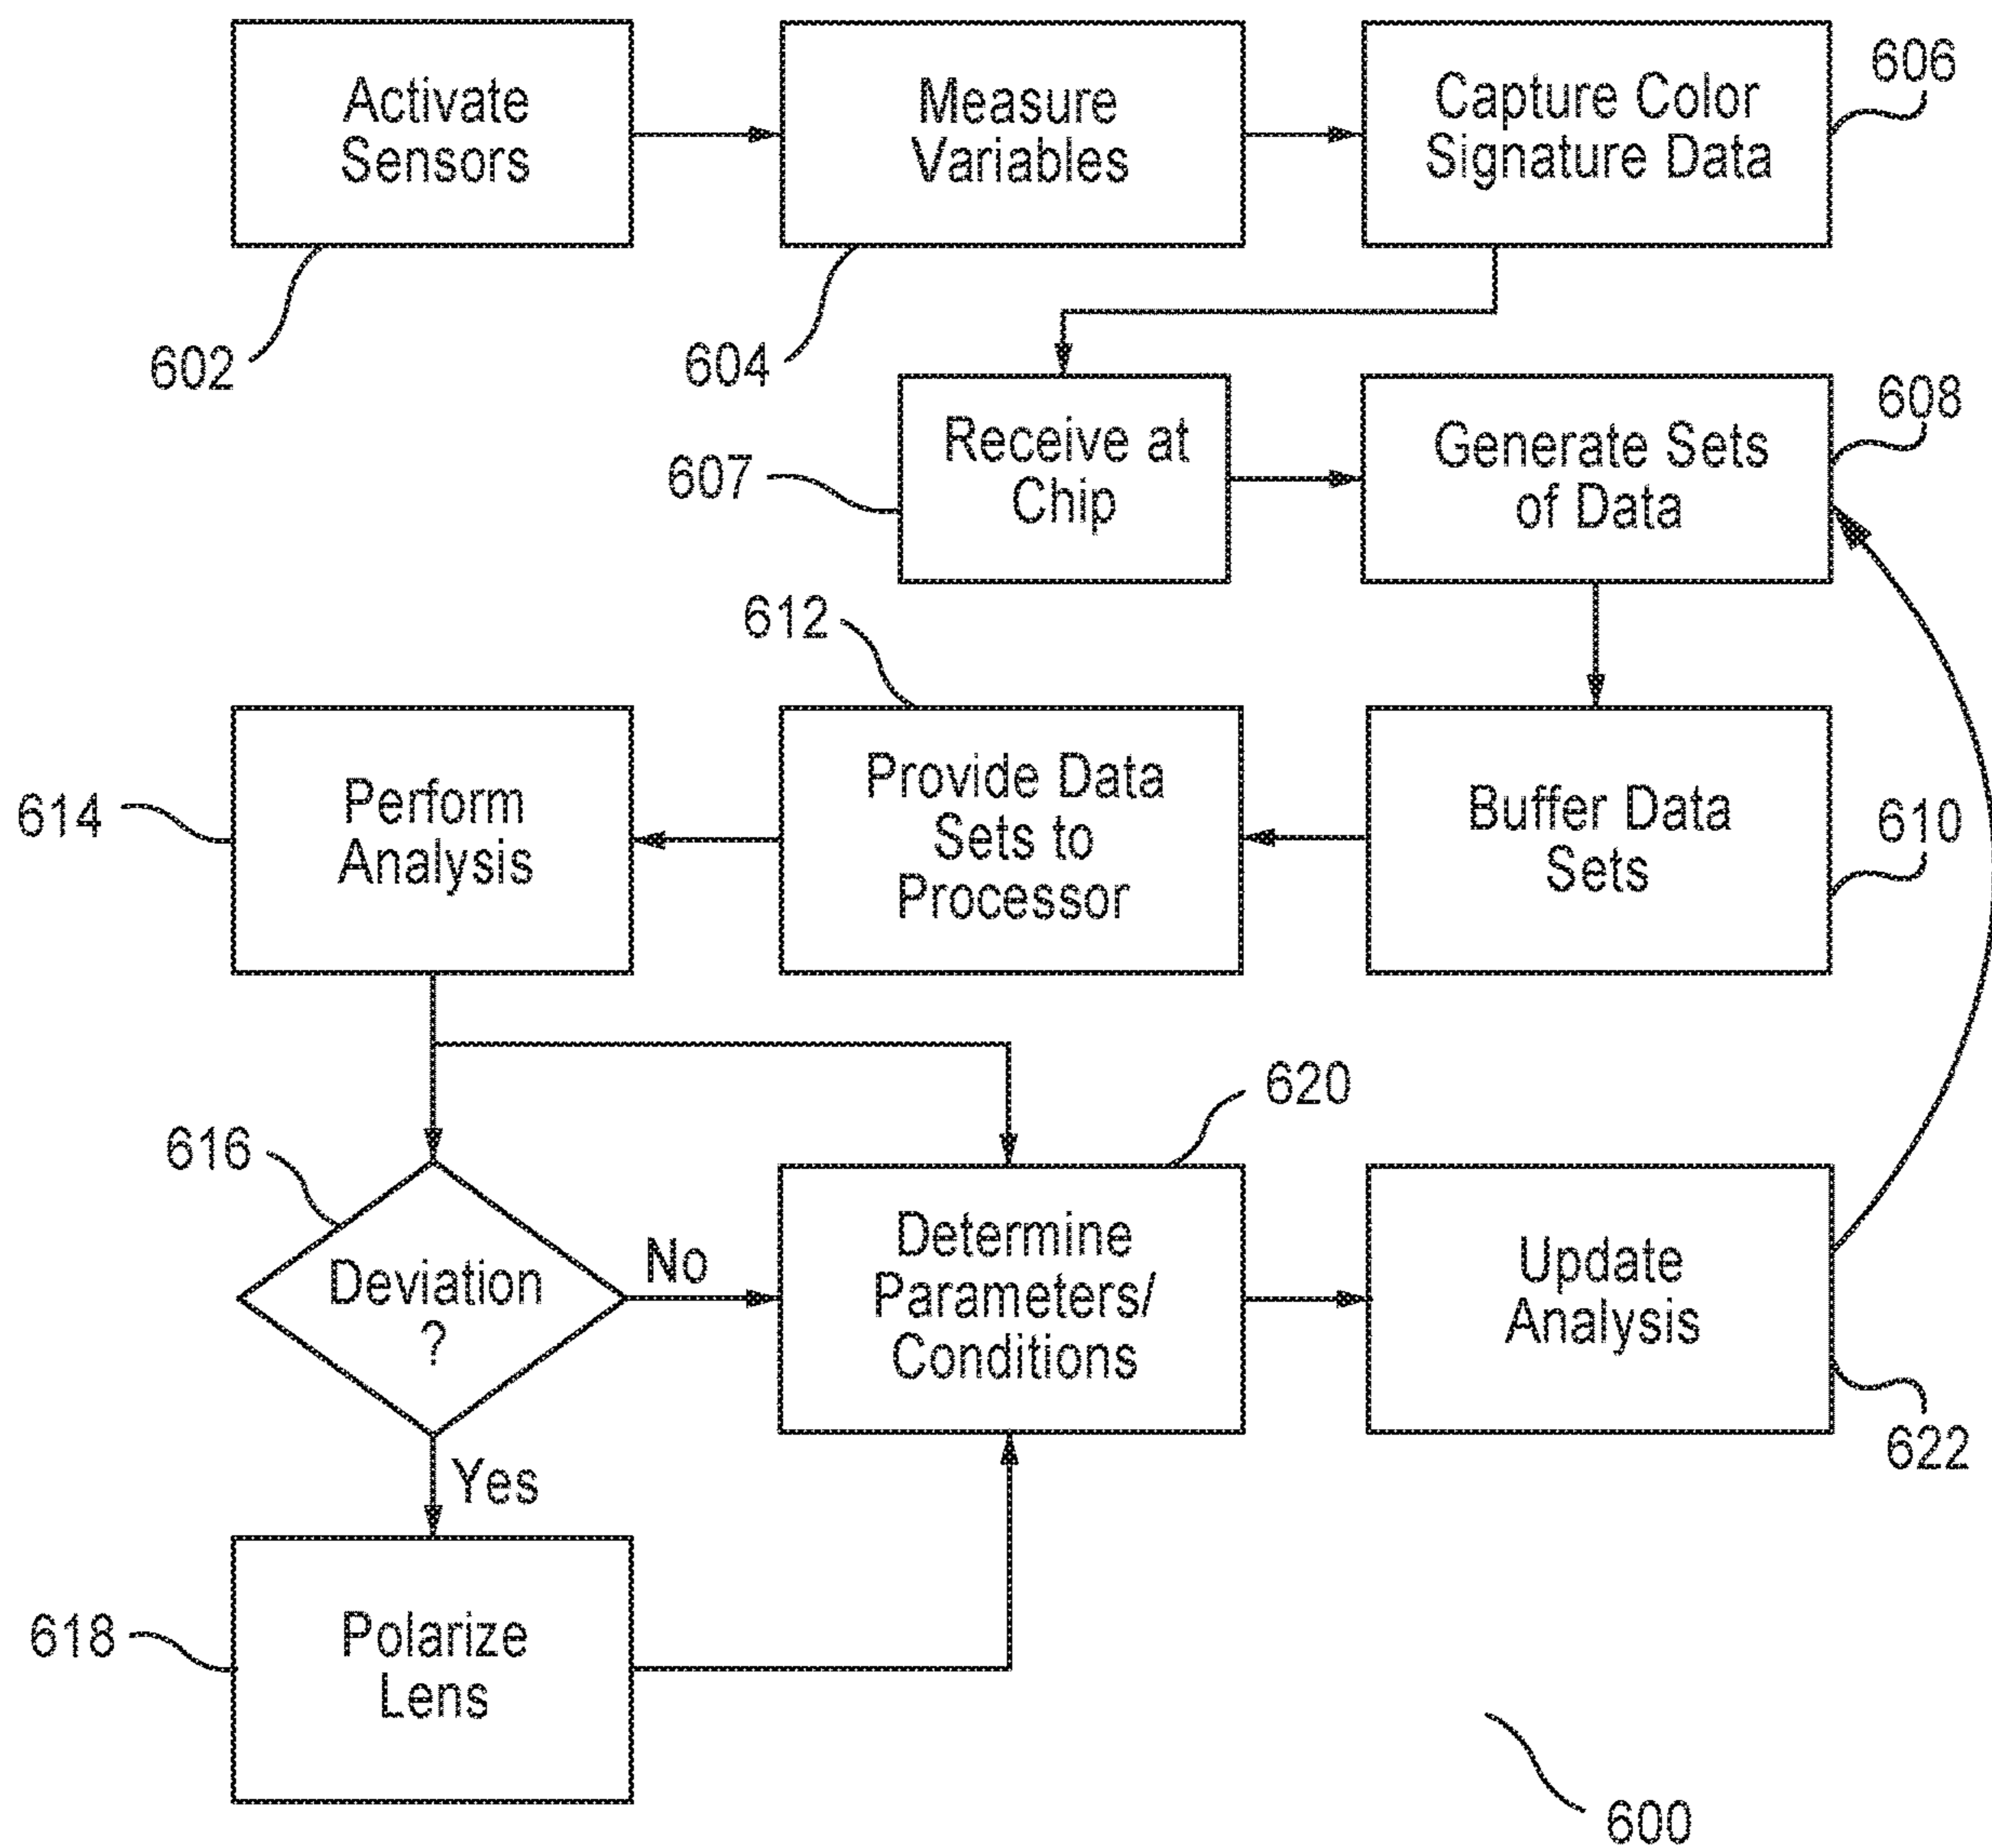 Activate
Sensors
602
Measure
Variables
604
Capture Color
Signature Data
606
Receive at
Chip
607
Generate Sets
of Data
608
Buffer Data
Sets
610
Provide Data
Sets to
Processor
612
Perform
Analysis
614
Deviation
?
616
No
Yes
Polarize
Lens
618
Determine
Parameters/
Conditions
620
Update
Analysis
622
600